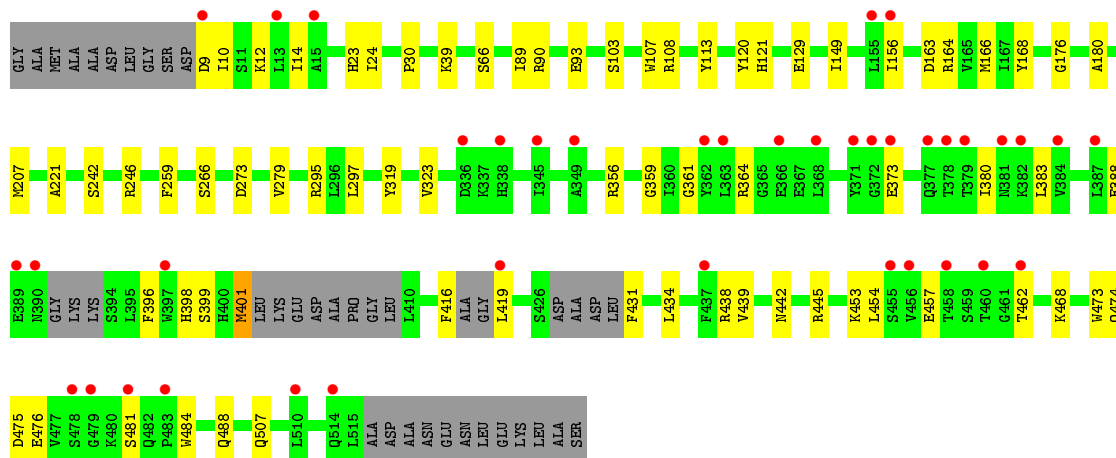 GLY ALA MET ALA ALA ASP LEU GLY SER ASP D9 I10 S11 K12 L13 I14 A15 H23 I24 P30 K39 S66 I89 R90 E93 S103 W107 R108 Y113 Y120 H121 E129 I149 L155 I156 D163 R164 V165 M166 I167 Y168 G176 A180
M207 A221 S242 R246 F259 S266 D273 V279 R295 L296 L297 Y319 V323 D336 K337 H338 I345 A349 R356 G359 I360 G361 Y362 L363 R364 G365 E366 E367 L368 Y371 G372 E373 Q377 T378 T379 I380 N381 K382 L383 V384 L387
E389 N390 GLY LYS LYS S394 L395 F396 W397 H398 S399 H400 M401 LEU LYS GLU ASP ALA PRO GLY LEU L410 F416 ALA GLY L419 S426 ASP ALA ASP LEU F431 L434 F437 R438 V439 N442 R445 K453 L454 S455 V456 E457 T458 S459 T460 G461 T462 K468 W473
D475 E476 V477 S478 G479 K480 S481 Q482 P483 W484 Q488 Q507 L510 Q514 L515 ALA ASP ALA ASN GLU ASN LEU GLU LYS LEU ALA SER